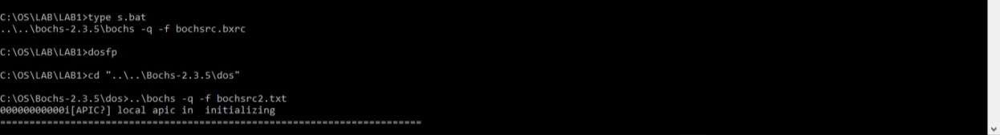 C:\OS\LAB\LAB1>type s.bat
..\..\bochs-2.3.5\bochs -q -f bochsrc.bxrc
C:\OS\LAB\LAB1>dosfp
C:\OS\LAB\LAB1>cd "..\..\Bochs-2.3.5\dos"
C:\OS\Bochs-2.3.5\dos>..\bochs -q -f bochsrc2.txt
00000000000i[APIC?] local apic in  initializing
========================================================================